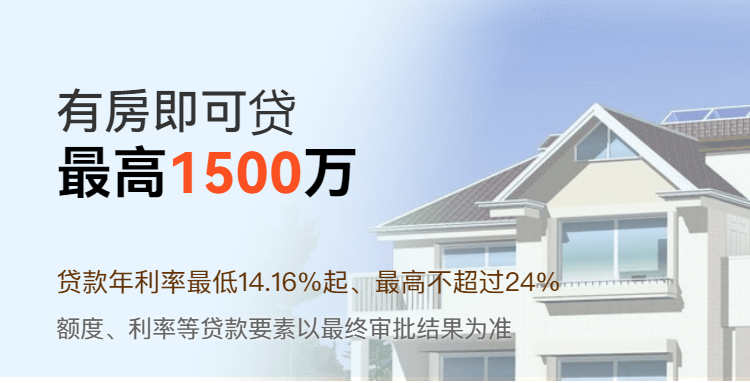 有房即可贷
最高1500万
贷款年利率最低14.16%起、最高不超过24%
额度、利率等贷款要素以最终审批结果为准